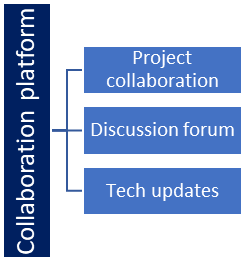 Collaboration platform
Project
collaboration
Discussion forum
Tech updates